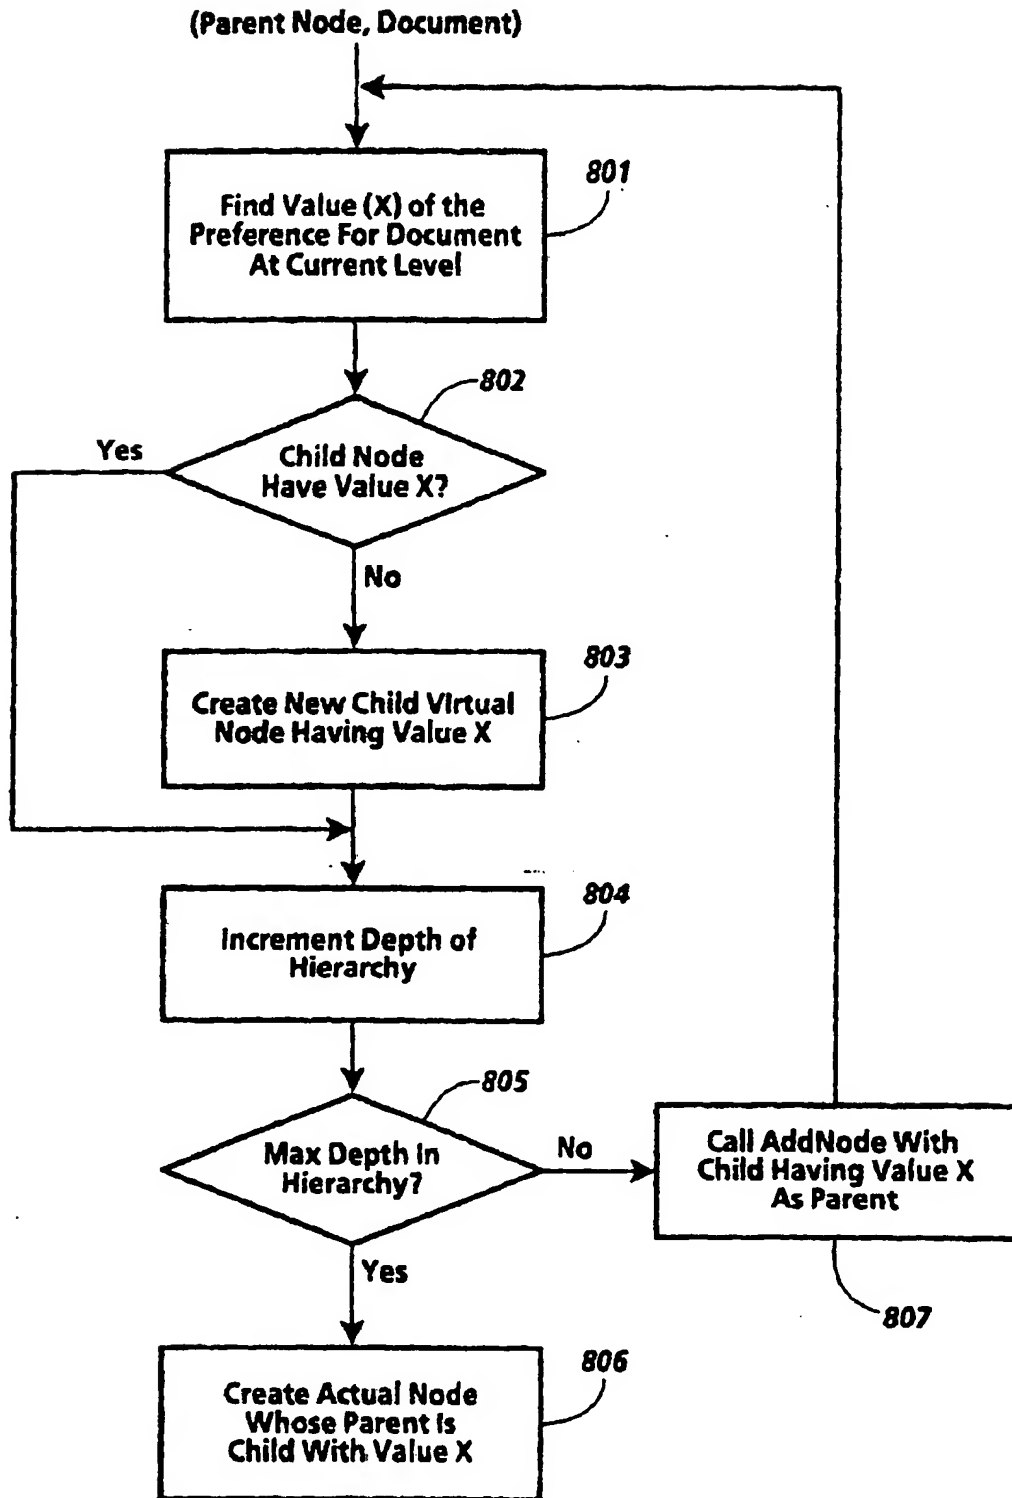 (Parent Node, Document)
801
Find Value (X) of the
Preference For Document
At Current Level
802
Yes
Child Node
Have Value X?
No
803
Create New Child Virtual
Node Having Value X
804
Increment Depth of
Hierarchy
805
Max Depth In
Hierarchy?
No
Call AddNode With
Child Having Value X
As Parent
Yes
807
806
Create Actual Node
Whose Parent Is
Child With Value X